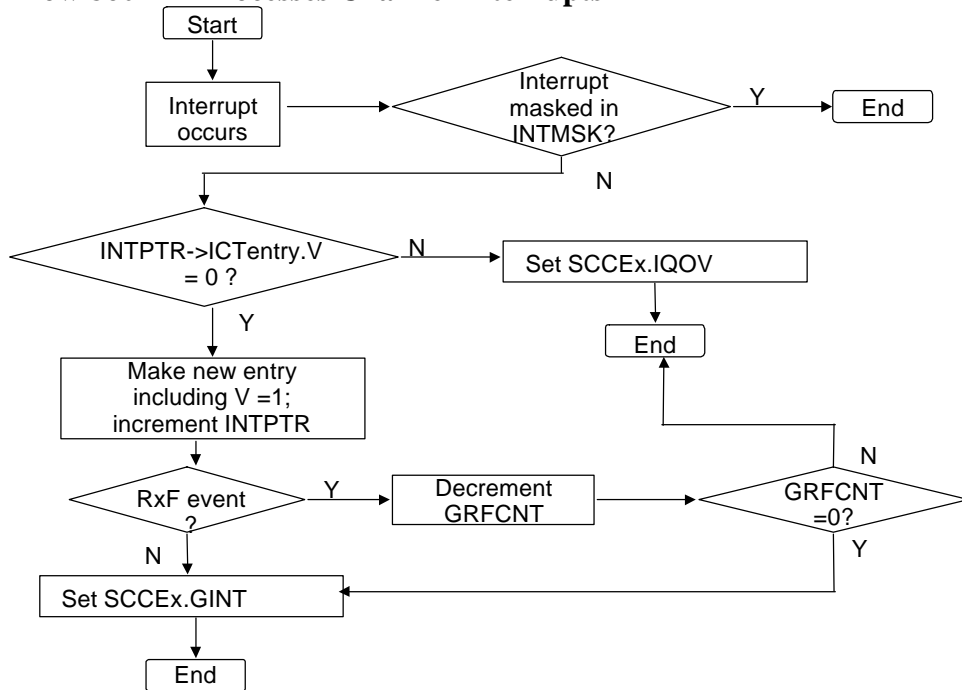 Start
Interrupt
occurs
Interrupt
masked in
INTMSK?
Y
End
N
INTPTR->ICTentry.V
= 0 ?
N
Set SCCEx.IQOV
End
Y
Make new entry
including V =1;
increment INTPTR
RxF event
?
Y
Decrement
GRFCNT
GRFCNT
=0?
N
Y
N
Set SCCEx.GINT
End